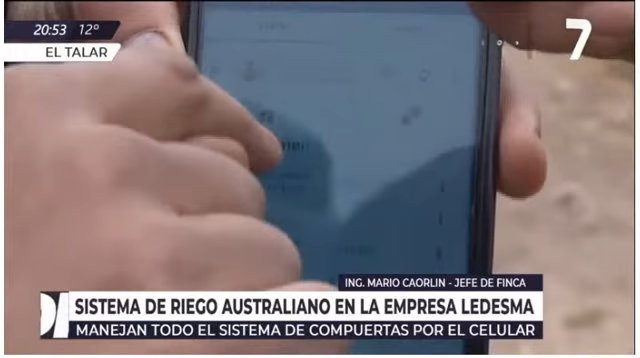 20:53 12º
EL TALAR
7
ING. MARIO CAORLIN - JEFE DE FINCA
SISTEMA DE RIEGO AUSTRALIANO EN LA EMPRESA LEDESMA
MANEJAN TODO EL SISTEMA DE COMPUERTAS POR EL CELULAR